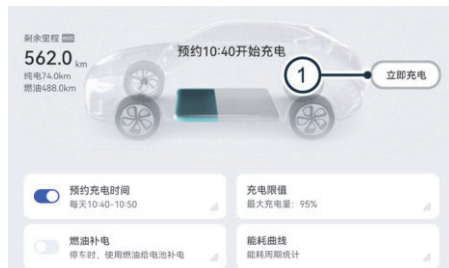 剩余里程
562.0 km
纯电74.0km
燃油488.0km
预约10:40开始充电
1
立即充电
预约充电时间
每天10:40-10:50
充电限值
最大充电量：95%
燃油补电
停车时，使用燃油给电池补电
能耗曲线
能耗周期统计